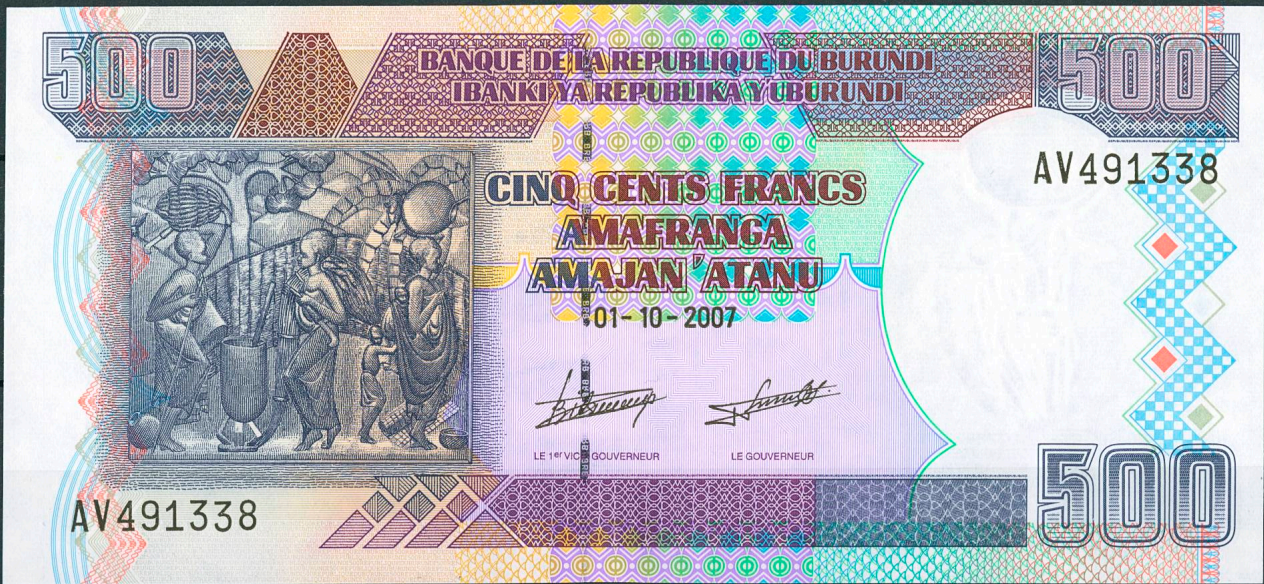 500
BANQUE DE LA REPUBLIQUE DU BURUNDI
IBANKI YA REPUBLIKA Y'UBURUNDI
500
AV491338
CINQ CENTS FRANCS
AMAFRANGA
AMAJAN'ATANU
01-10-2007
LE 1er VICE GOUVERNEUR
LE GOUVERNEUR
500
AV491338